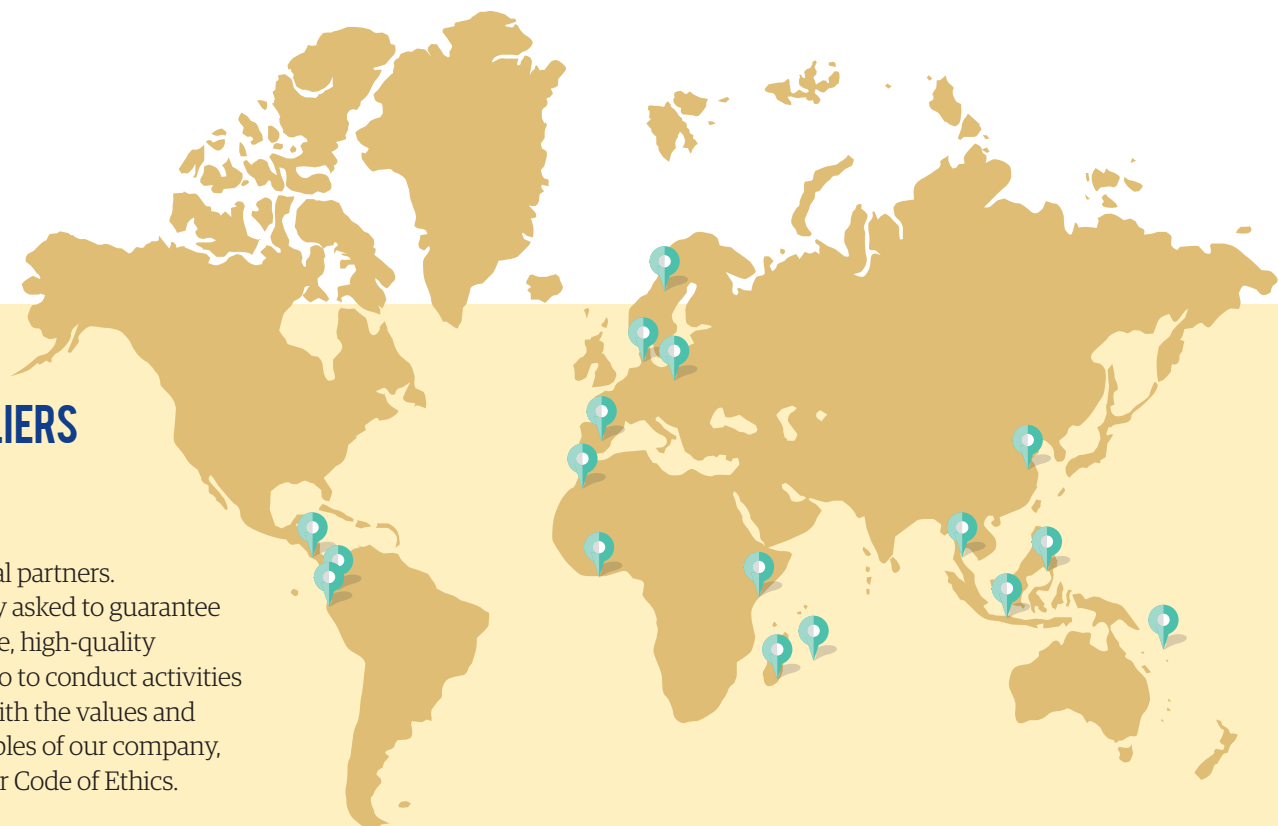 LIERS
al partners.
y asked to guarantee
e, high-quality
o to conduct activities
ith the values and
ples of our company,
r Code of Ethics.